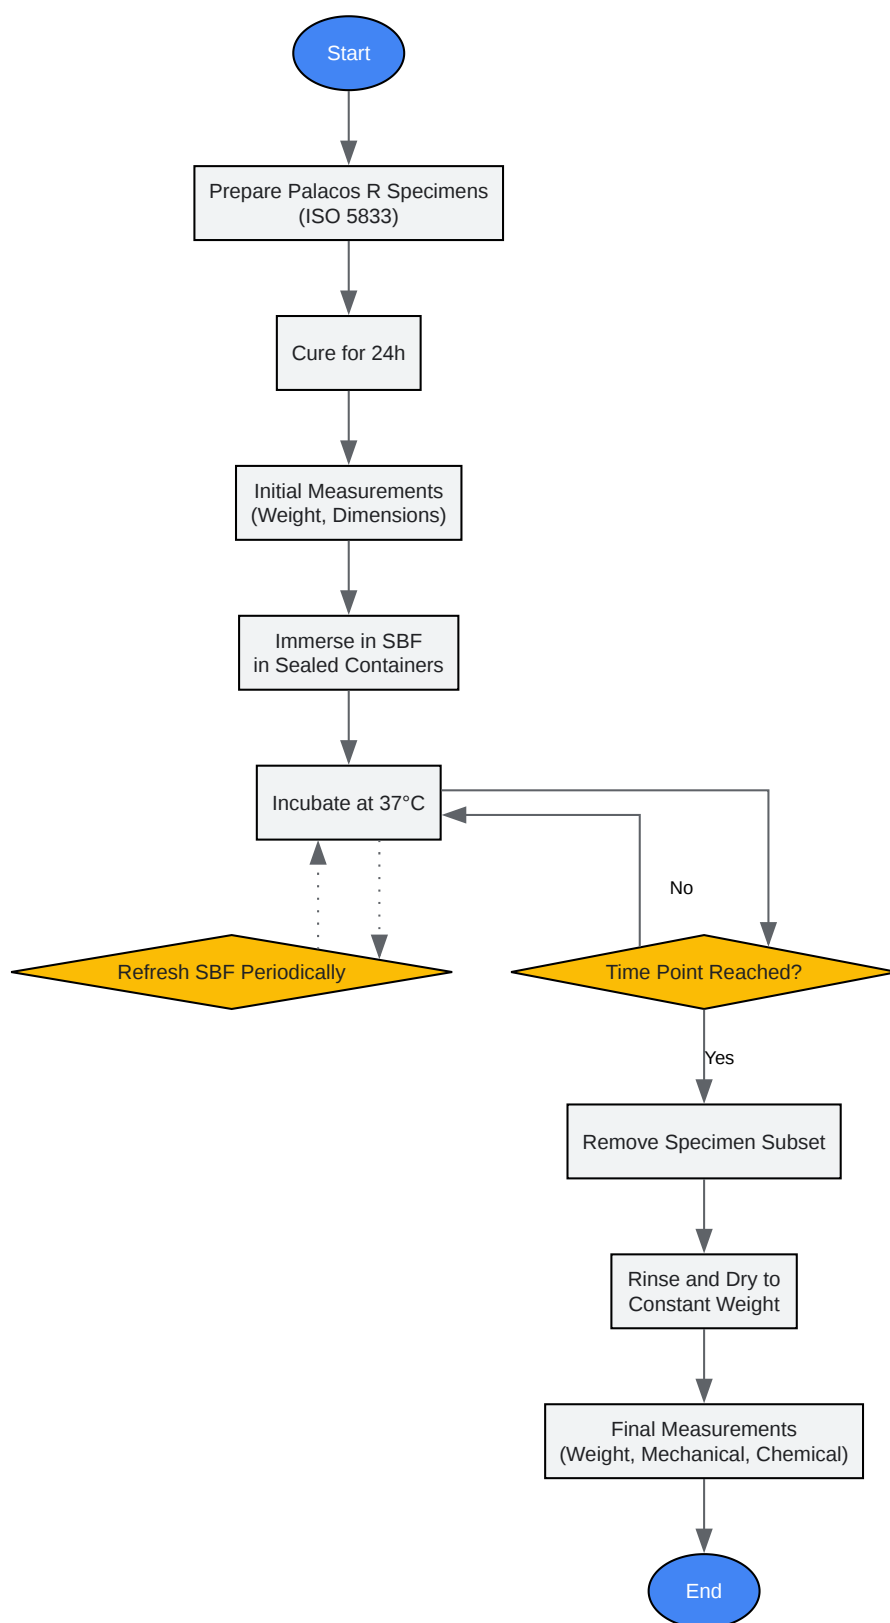 Start
Prepare Palacos R Specimens
(ISO 5833)
Cure for 24h
Initial Measurements
(Weight, Dimensions)
Immerse in SBF
in Sealed Containers
Incubate at 37°C
No
Refresh SBF Periodically
Time Point Reached?
Yes
Remove Specimen Subset
Rinse and Dry to
Constant Weight
Final Measurements
(Weight, Mechanical, Chemical)
End